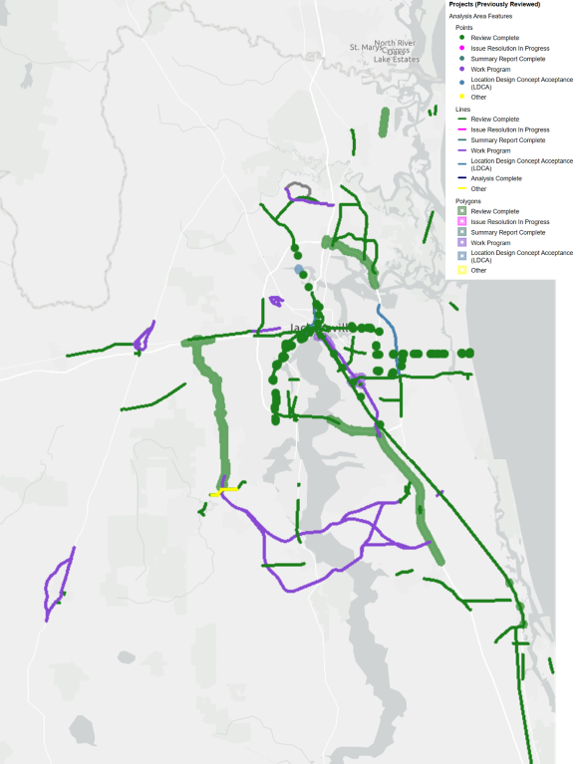 Projects (Previously Reviewed)
Analysis Area Features
Points
Review Complete
Issue Resolution In Progress
Summary Report Complete
Work Program
Location Design Concept Acceptance
(LDCA)
Other
Lines
Review Complete
Issue Resolution In Progress
Summary Report Complete
Work Program
Location Design Concept Acceptance
(LDCA)
Analysis Complete
Other
Polygons
Review Complete
Issue Resolution In Progress
Summary Report Complete
Work Program
Location Design Concept Acceptance
(LDCA)
Other
North River
St. Marys
Lake Estates